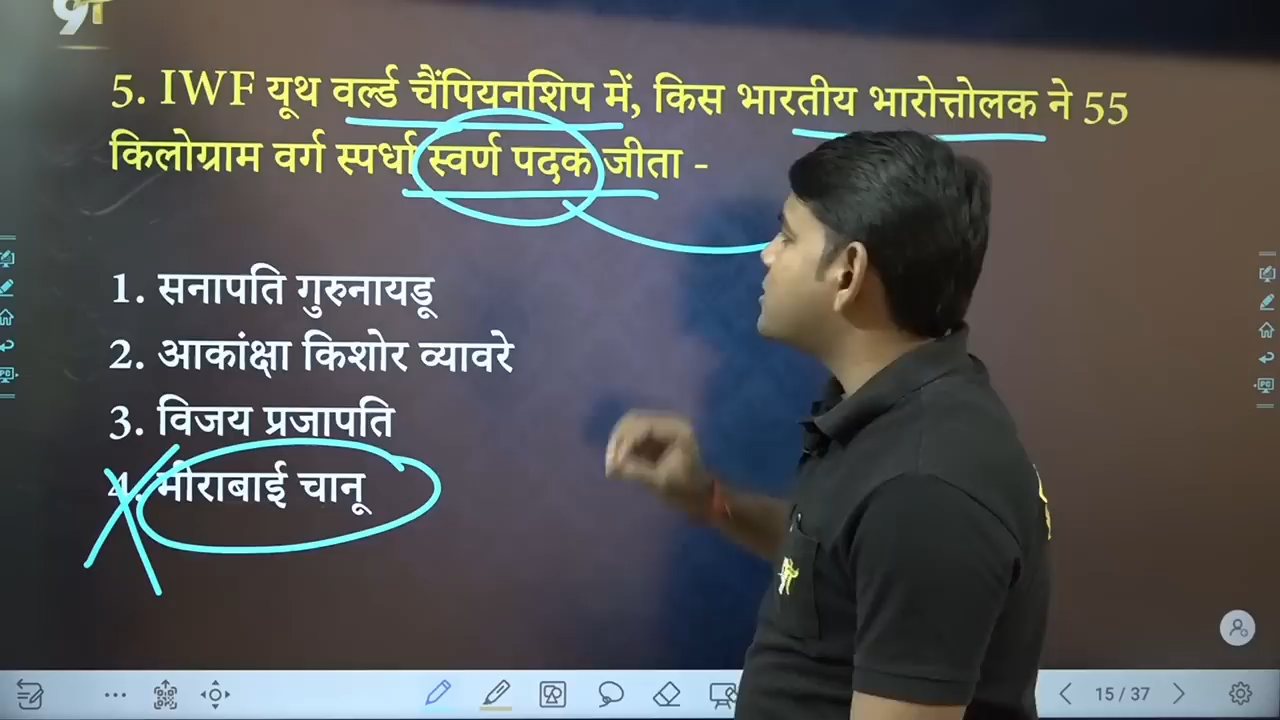 5. IWF यूथ वर्ल्ड चैंपियनशिप में, किस भारतीय भारोत्तोलक ने 55
किलोग्राम वर्ग स्पर्धा स्वर्ण पदक जीता -
1. सनापति गुरुनायडू
2. आकांक्षा किशोर व्यावरे
3. विजय प्रजापति
4. मीराबाई चानू
15 / 37